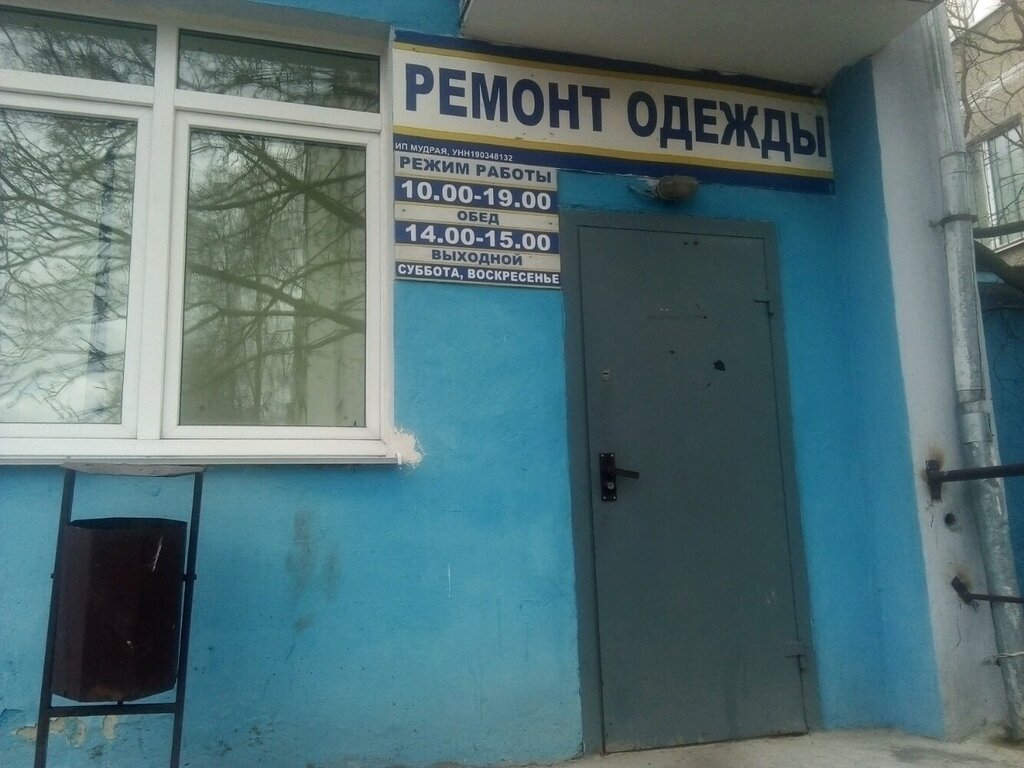 РЕМОНТ ОДЕЖДЫ
ИП МУДРАЯ, УНН190348132
РЕЖИМ РАБОТЫ
10.00-19.00
ОБЕД
14.00-15.00
ВЫХОДНОЙ
СУББОТА, ВОСКРЕСЕНЬЕ